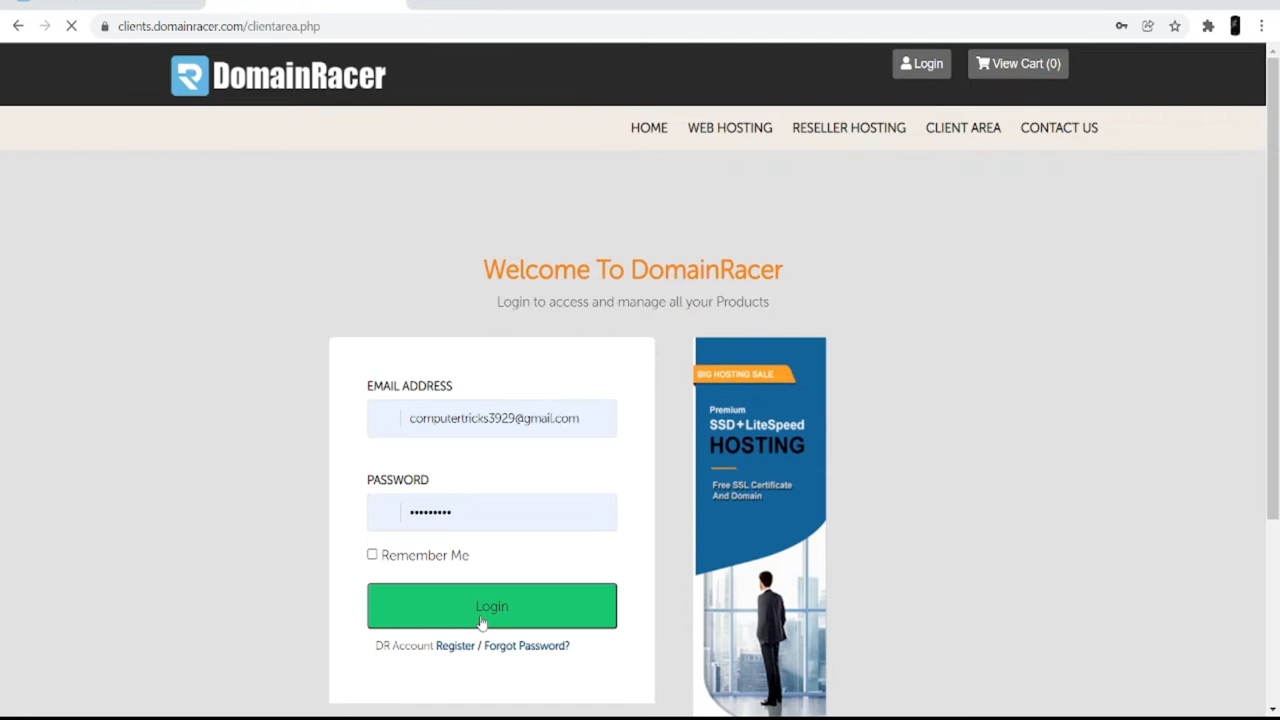 clients.domainracer.com/clientarea.php
DomainRacer
Login
View Cart (0)
HOME
WEB HOSTING
RESELLER HOSTING
CLIENT AREA
CONTACT US
Welcome To DomainRacer
Login to access and manage all your Products
EMAIL ADDRESS
computertricks3929@gmail.com
PASSWORD
•••••••••
Remember Me
Login
DR Account Register / Forgot Password?
BIG HOSTING SALE
Premium
SSD+LiteSpeed
HOSTING
Free SSL Certificate
And Domain